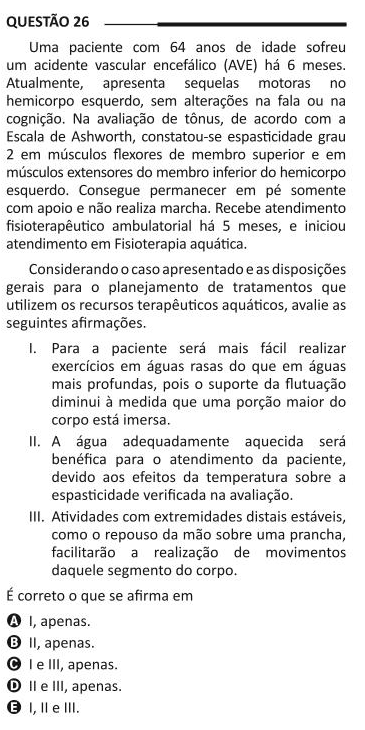 QUESTÃO 26
Uma paciente com 64 anos de idade sofreu
um acidente vascular encefálico (AVE) há 6 meses.
Atualmente, apresenta sequelas motoras no
hemicorpo esquerdo, sem alterações na fala ou na
cognição. Na avaliação de tônus, de acordo com a
Escala de Ashworth, constatou-se espasticidade grau
2 em músculos flexores de membro superior e em
músculos extensores do membro inferior do hemicorpo
esquerdo. Consegue permanecer em pé somente
com apoio e não realiza marcha. Recebe atendimento
fisioterapêutico ambulatorial há 5 meses, e iniciou
atendimento em Fisioterapia aquática.
Considerando o caso apresentado e as disposições
gerais para o planejamento de tratamentos que
utilizem os recursos terapêuticos aquáticos, avalie as
seguintes afirmações.
I. Para a paciente será mais fácil realizar
exercícios em águas rasas do que em águas
mais profundas, pois o suporte da flutuação
diminui à medida que uma porção maior do
corpo está imersa.
II. A água adequadamente aquecida será
benéfica para o atendimento da paciente,
devido aos efeitos da temperatura sobre a
espasticidade verificada na avaliação.
III. Atividades com extremidades distais estáveis,
como o repouso da mão sobre uma prancha,
facilitarão a realização de movimentos
daquele segmento do corpo.
É correto o que se afirma em
A I, apenas.
B II, apenas.
C I e III, apenas.
D II e III, apenas.
E I, II e III.